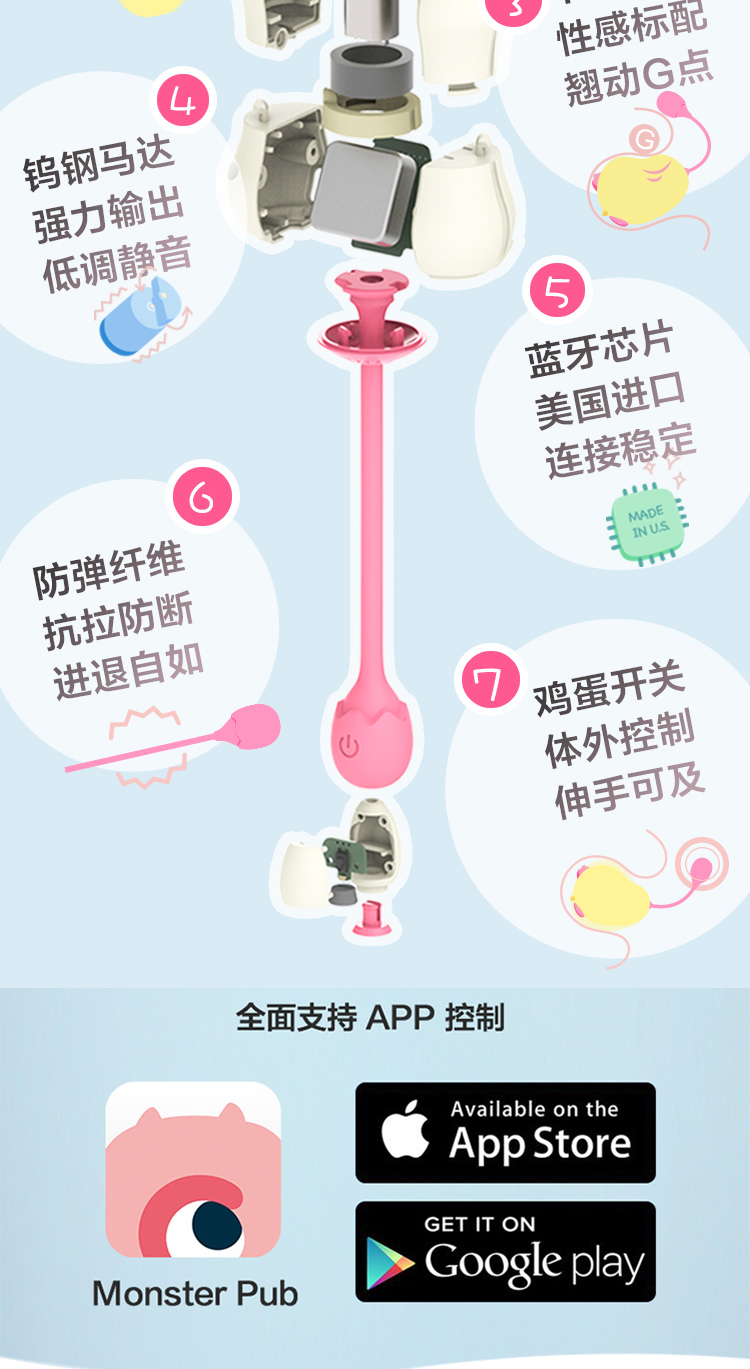 3
性感标配
翘动G点
G
4
钨钢马达
强力输出
低调静音
5
蓝牙芯片
美国进口
连接稳定
MADE
IN U.S.
6
防弹纤维
抗拉防断
进退自如
7
鸡蛋开关
体外控制
伸手可及
全面支持 APP 控制
Monster Pub
Available on the
App Store
GET IT ON
Google play